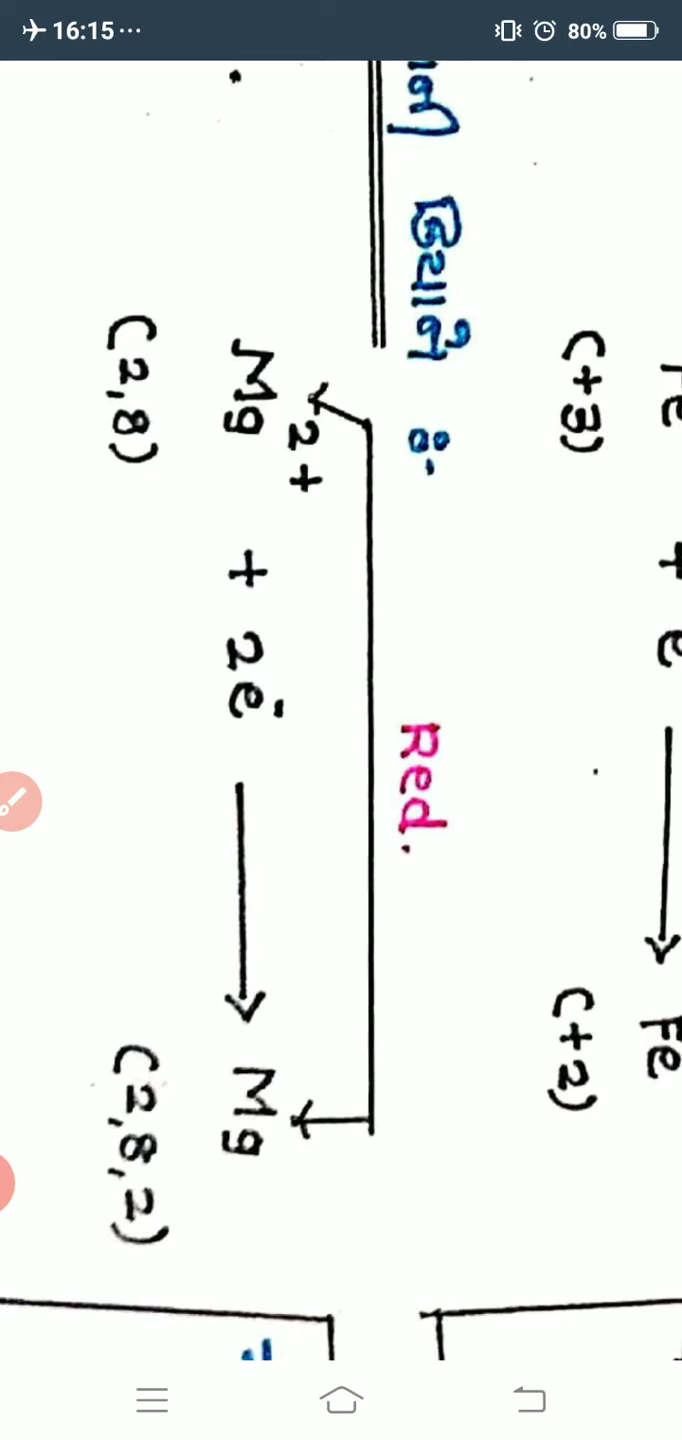 16:15 ···
80%
Fe + e → Fe
(+3) (+2)
Red.
Mg²⁺ + 2e⁻ → Mg
(2,8) (2,8,2)